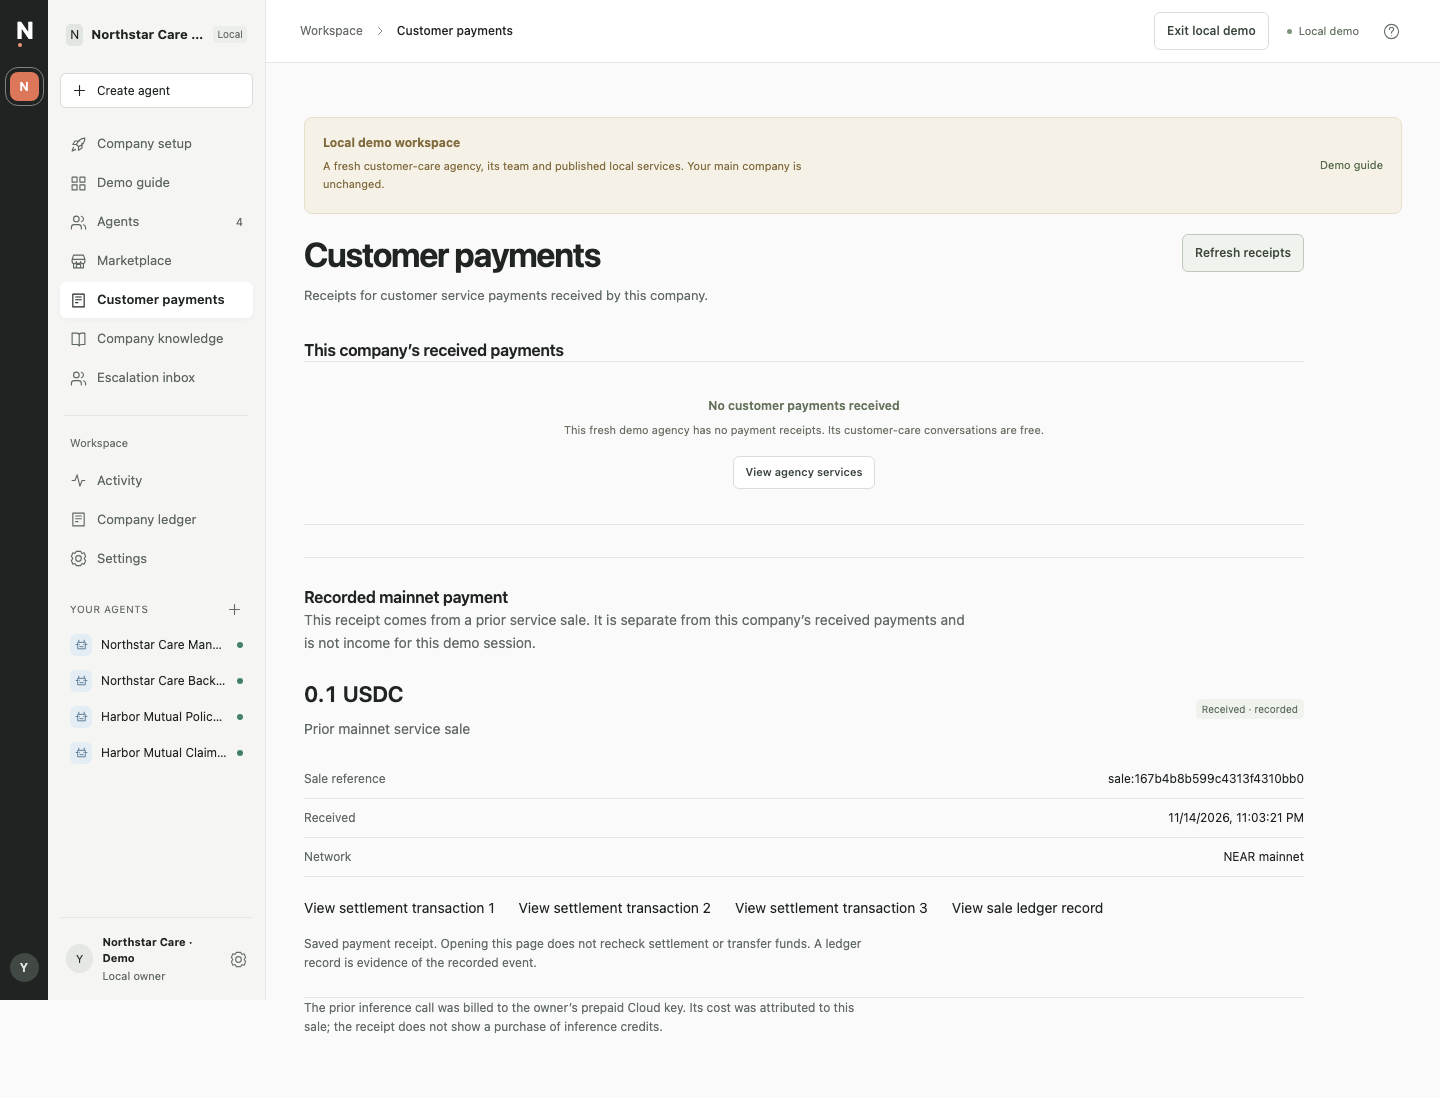 N
N
Northstar Care ...
Local
Workspace
Customer payments
Exit local demo
Local demo
N
Create agent
Company setup
Demo guide
Agents
4
Marketplace
Customer payments
Company knowledge
Escalation inbox
Workspace
Activity
Company ledger
Settings
YOUR AGENTS
Northstar Care Man...
Northstar Care Back...
Harbor Mutual Polic...
Harbor Mutual Claim...
Y
Y
Northstar Care ·
Demo
Local owner
Local demo workspace
A fresh customer-care agency, its team and published local services. Your main company is
unchanged.
Demo guide
Customer payments
Refresh receipts
Receipts for customer service payments received by this company.
This company’s received payments
No customer payments received
This fresh demo agency has no payment receipts. Its customer-care conversations are free.
View agency services
Recorded mainnet payment
This receipt comes from a prior service sale. It is separate from this company’s received payments and
is not income for this demo session.
0.1 USDC
Received · recorded
Prior mainnet service sale
Sale reference
sale:167b4b8b599c4313f4310bb0
Received
11/14/2026, 11:03:21 PM
Network
NEAR mainnet
View settlement transaction 1
View settlement transaction 2
View settlement transaction 3
View sale ledger record
Saved payment receipt. Opening this page does not recheck settlement or transfer funds. A ledger
record is evidence of the recorded event.
The prior inference call was billed to the owner’s prepaid Cloud key. Its cost was attributed to this
sale; the receipt does not show a purchase of inference credits.